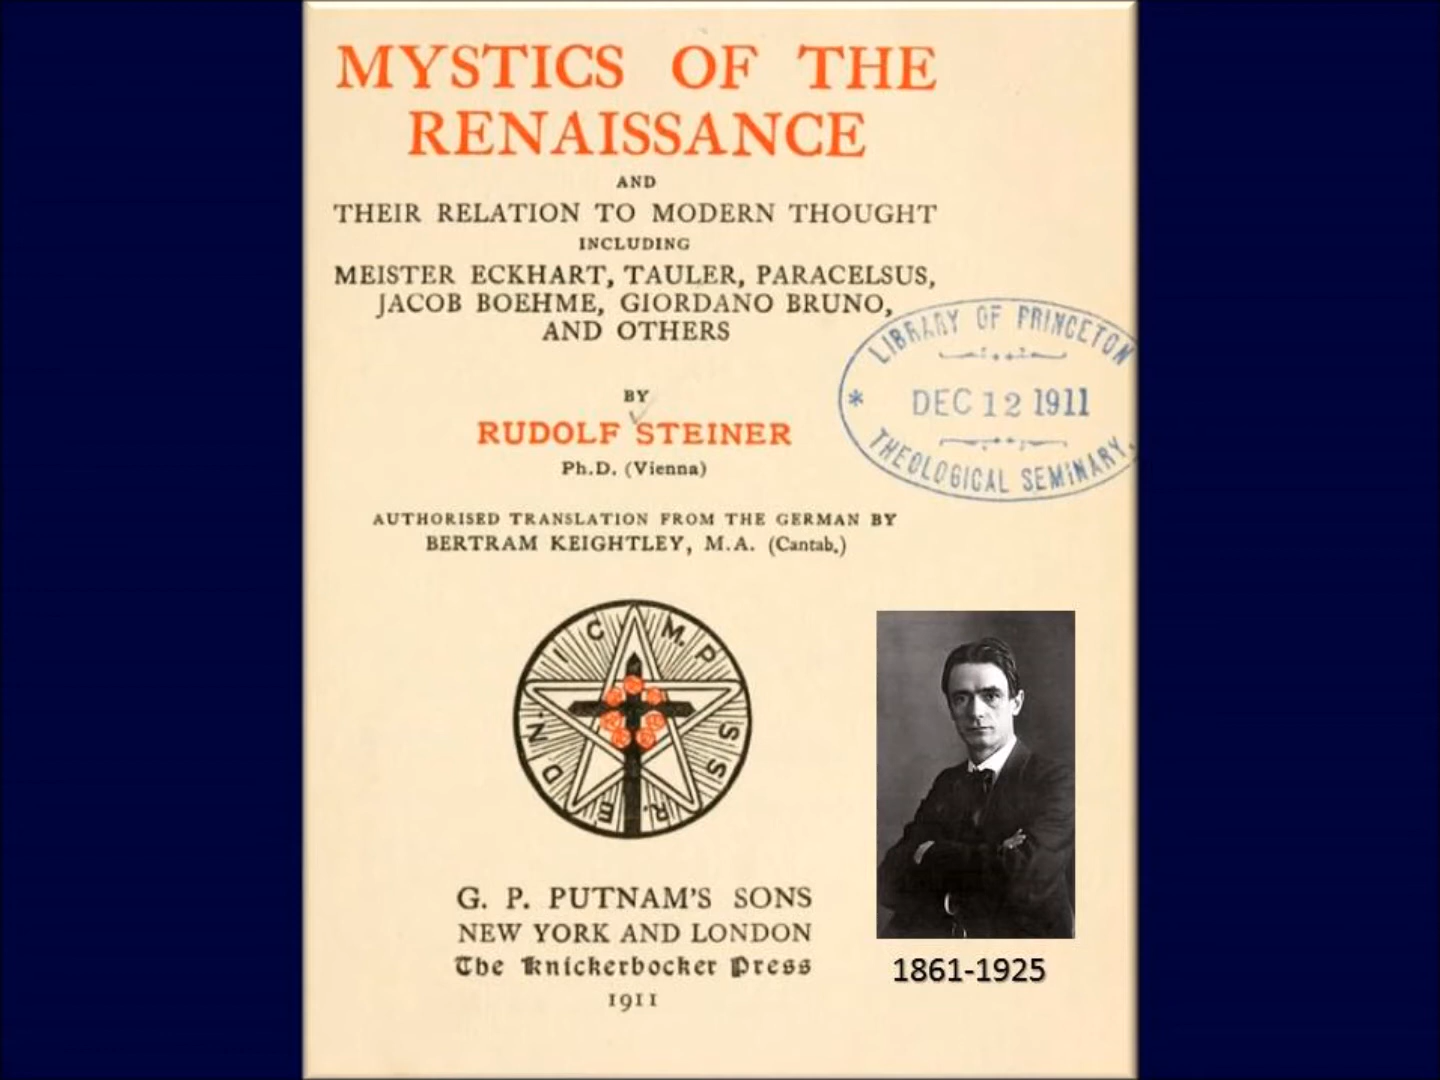 MYSTICS OF THE
RENAISSANCE
AND
THEIR RELATION TO MODERN THOUGHT
INCLUDING
MEISTER ECKHART, TAULER, PARACELSUS,
JACOB BOEHME, GIORDANO BRUNO,
AND OTHERS
LIBRARY OF PRINCETON
* DEC 12 1911
THEOLOGICAL SEMINARY.
BY
RUDOLF STEINER
Ph.D. (Vienna)
AUTHORISED TRANSLATION FROM THE GERMAN BY
BERTRAM KEIGHTLEY, M.A. (Cantab.)
E. D. N. I C M. P S S R.
G. P. PUTNAM'S SONS
NEW YORK AND LONDON
The Knickerbocker Press
1911
1861-1925